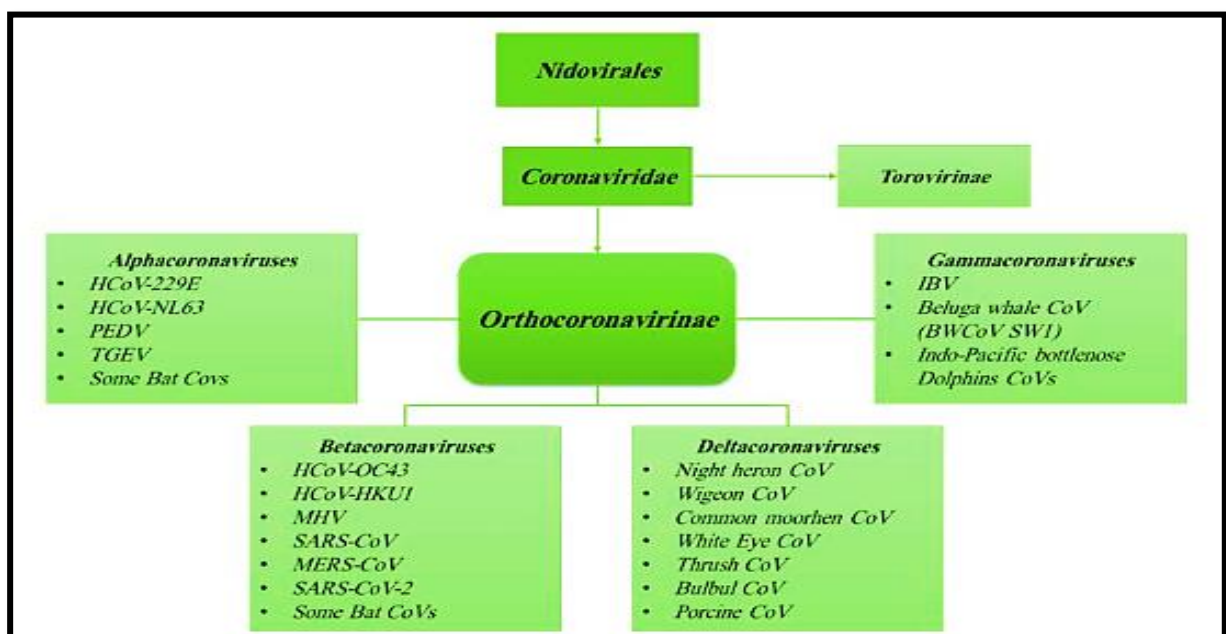 Nidovirales
Coronaviridae
Torovirinae
Alphacoronaviruses
• HCoV-229E
• HCoV-NL63
• PEDV
• TGEV
• Some Bat Covs
Orthocoronavirinae
Gammacoronaviruses
• IBV
• Beluga whale CoV
(BWCoV SW1)
• Indo-Pacific bottlenose
Dolphins CoVs
Betacoronaviruses
• HCoV-OC43
• HCoV-HKU1
• MHV
• SARS-CoV
• MERS-CoV
• SARS-CoV-2
• Some Bat CoVs
Deltacoronaviruses
• Night heron CoV
• Wigeon CoV
• Common moorhen CoV
• White Eye CoV
• Thrush CoV
• Bulbul CoV
• Porcine CoV